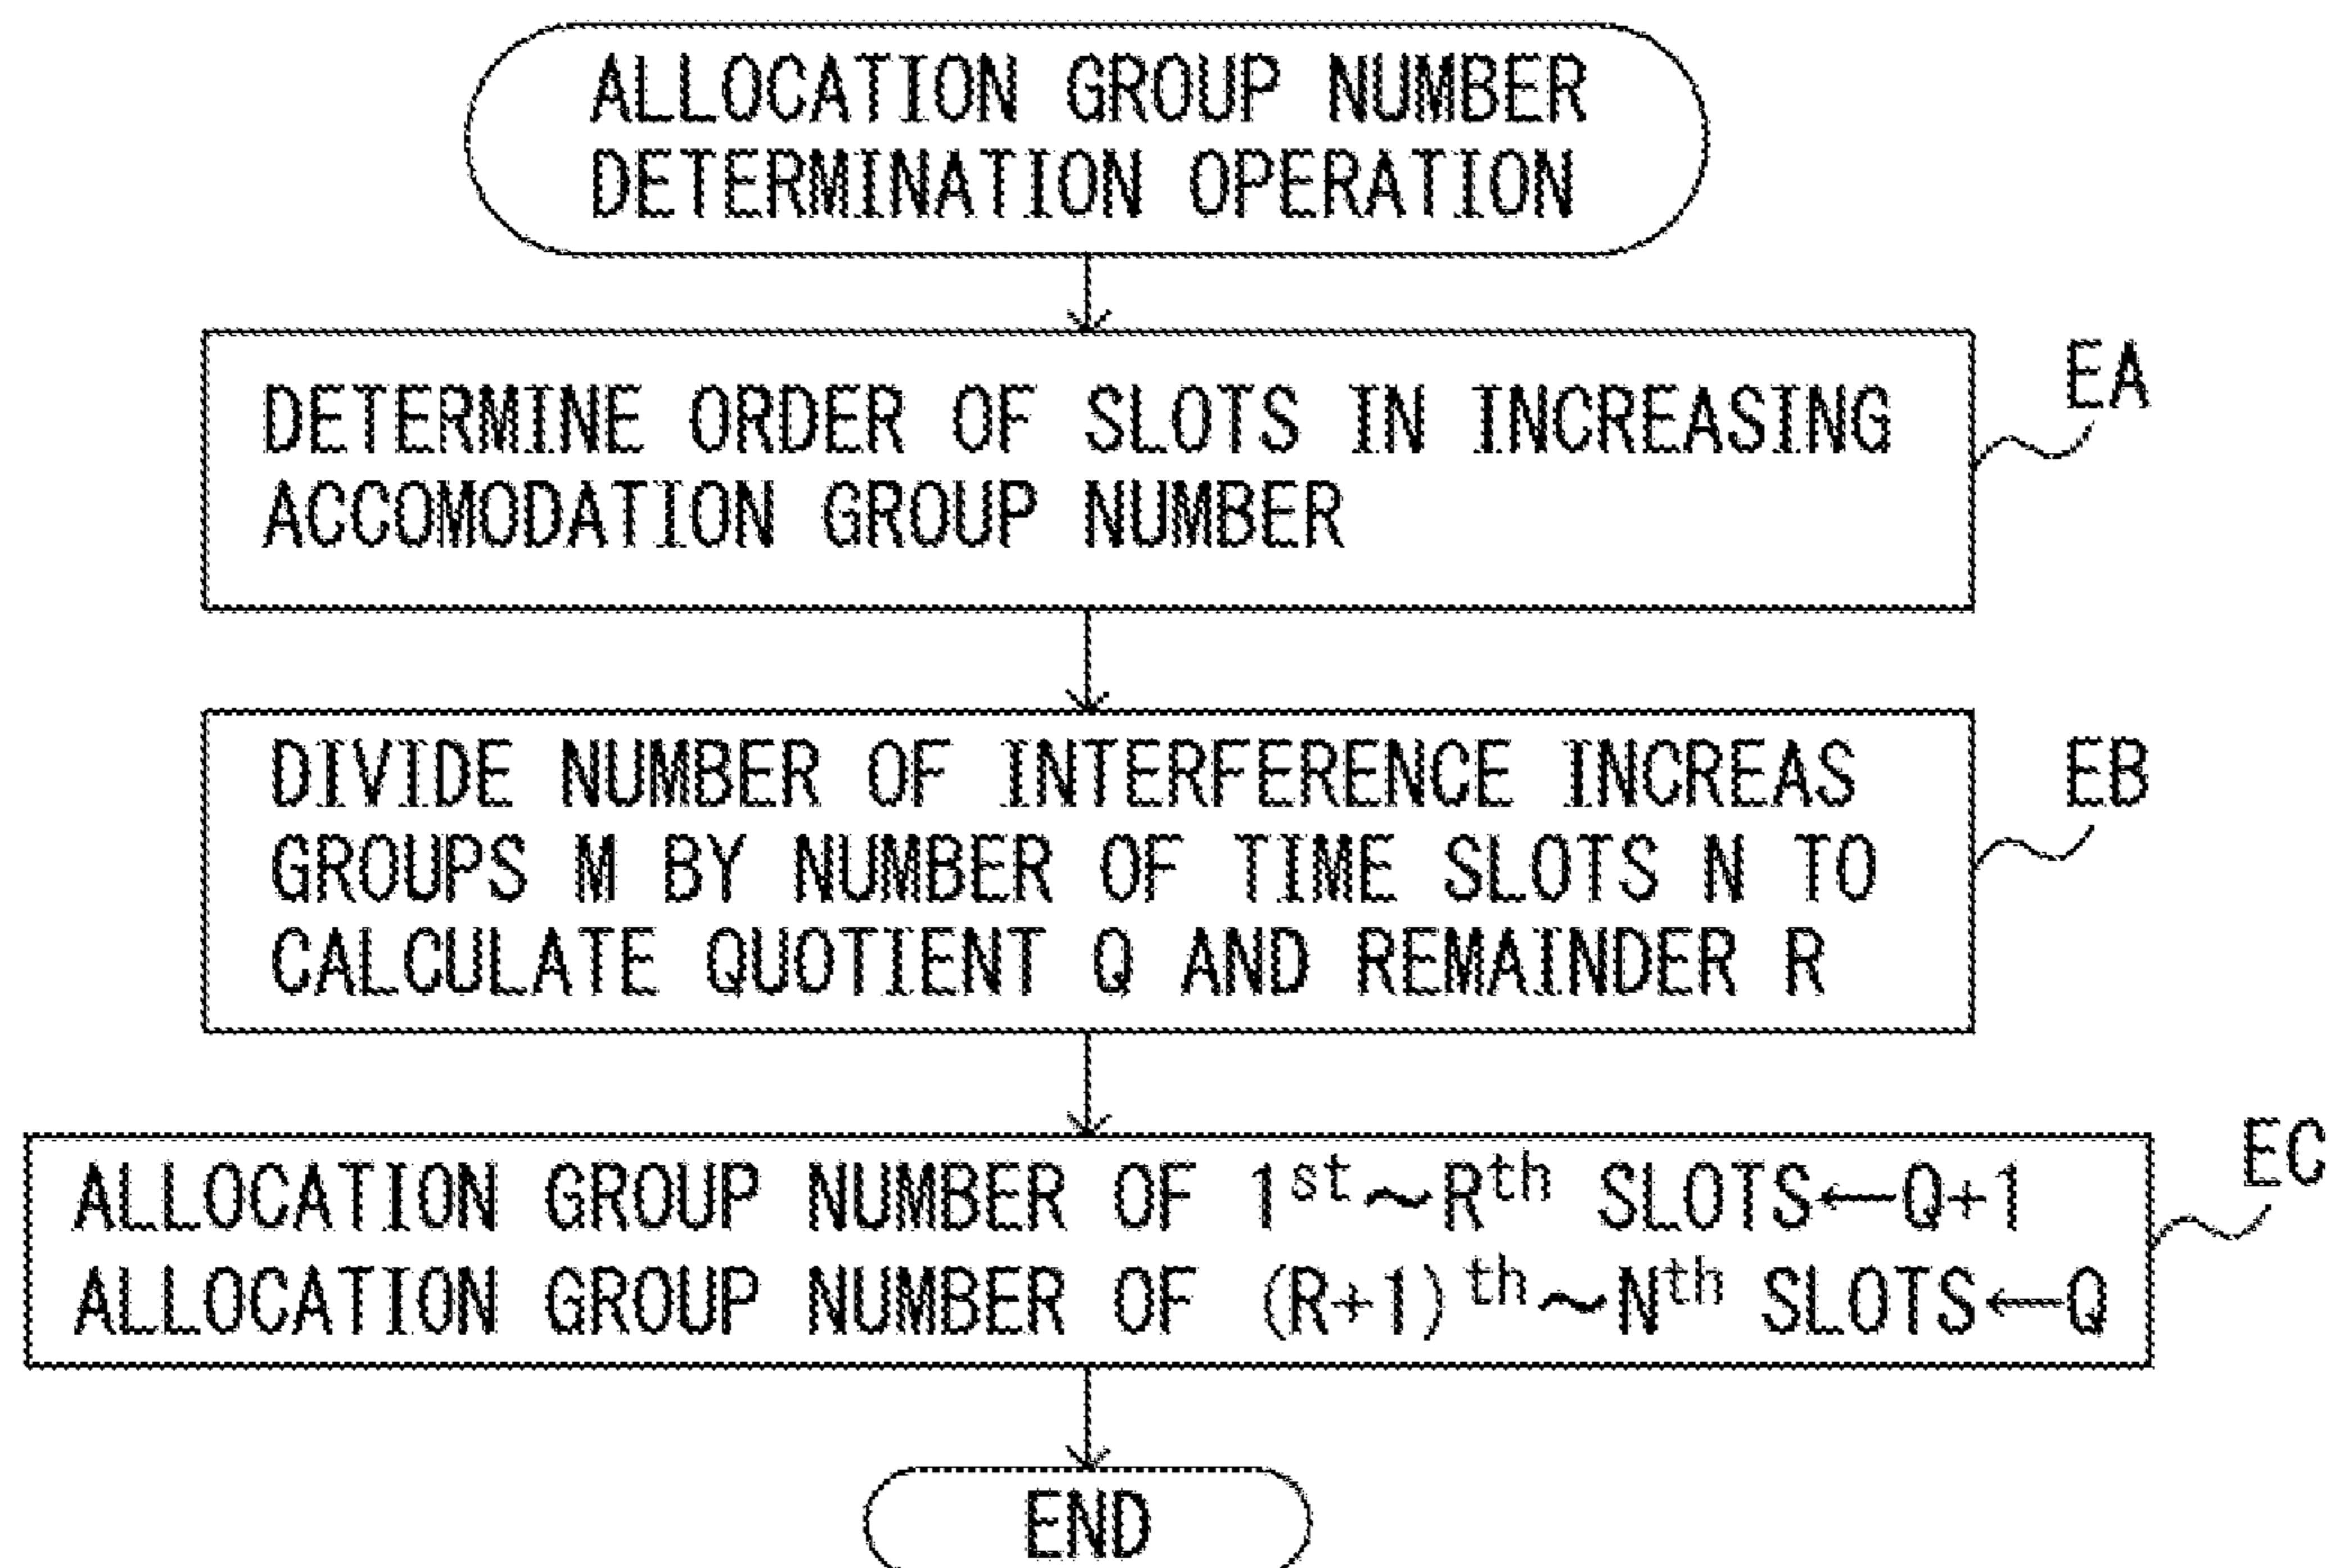 ALLOCATION GROUP NUMBER
DETERMINATION OPERATION
DETERMINE ORDER OF SLOTS IN INCREASING
ACCOMODATION GROUP NUMBER
EA
DIVIDE NUMBER OF INTERFERENCE INCREAS
GROUPS M BY NUMBER OF TIME SLOTS N TO
CALCULATE QUOTIENT Q AND REMAINDER R
EB
ALLOCATION GROUP NUMBER OF 1st~Rth SLOTS←Q+1
ALLOCATION GROUP NUMBER OF (R+1)th~Nth SLOTS←Q
EC
END